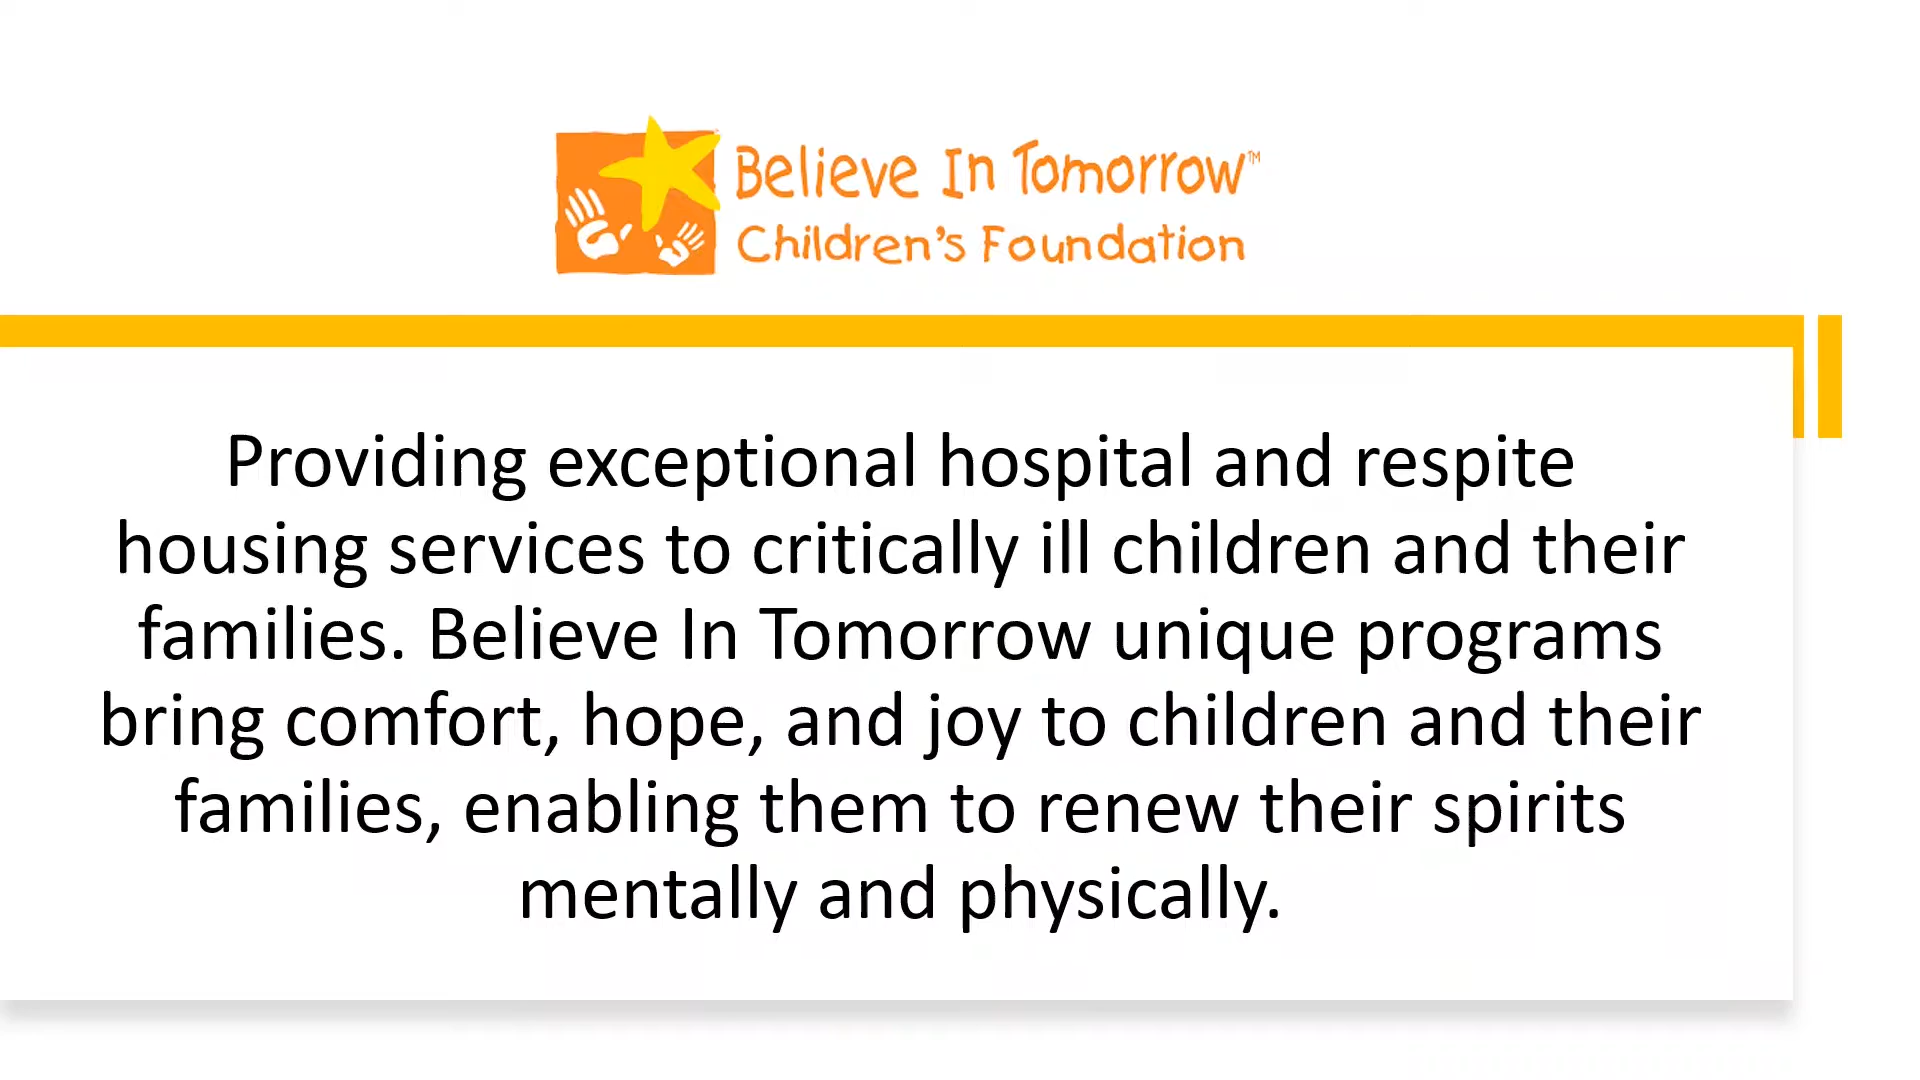 Believe In Tomorrow™
Children's Foundation
Providing exceptional hospital and respite
housing services to critically ill children and their
families. Believe In Tomorrow unique programs
bring comfort, hope, and joy to children and their
families, enabling them to renew their spirits
mentally and physically.